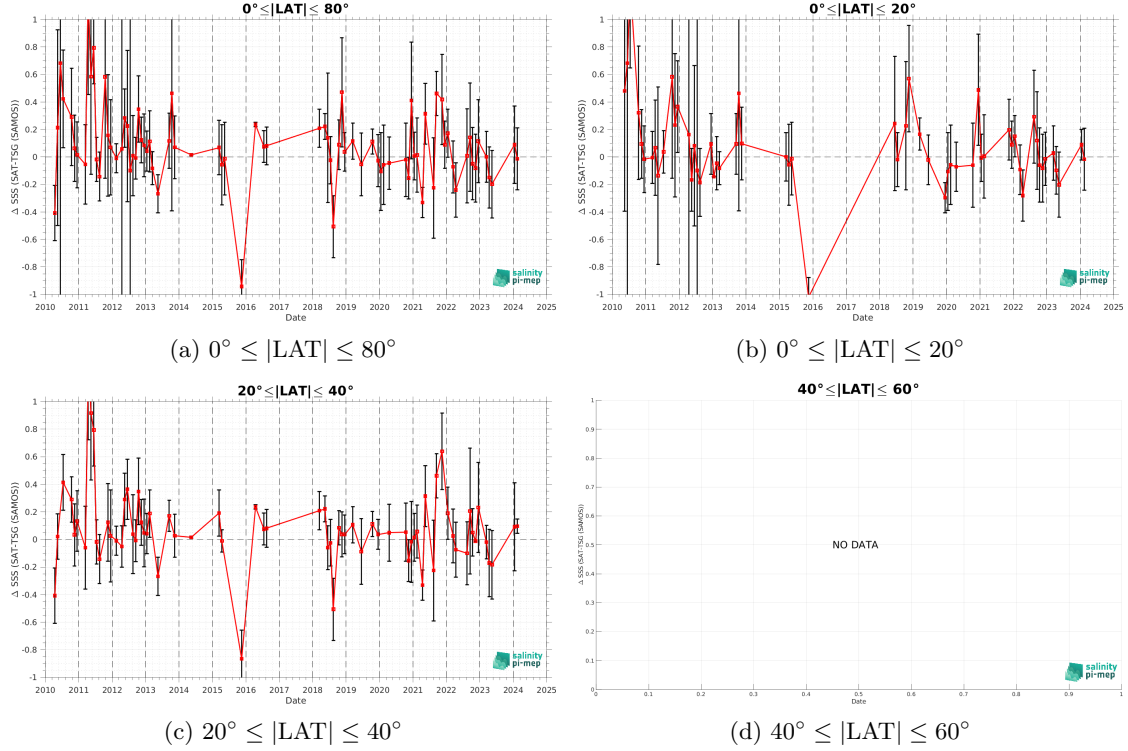 0°≤|LAT|≤ 80°
1
0.8
0.6
0.4
0.2
0
-0.2
-0.4
-0.6
-0.8
-1
Δ SSS (SAT-TSG (SAMOS))
2010 2011 2012 2013 2014 2015 2016 2017 2018 2019 2020 2021 2022 2023 2024 2025
Date
salinity
pi-mep
(a) 0° ≤ |LAT| ≤ 80°
0°≤|LAT|≤ 20°
1
0.8
0.6
0.4
0.2
0
-0.2
-0.4
-0.6
-0.8
-1
Δ SSS (SAT-TSG (SAMOS))
2010 2011 2012 2013 2014 2015 2016 2017 2018 2019 2020 2021 2022 2023 2024 2025
Date
salinity
pi-mep
(b) 0° ≤ |LAT| ≤ 20°
20°≤|LAT|≤ 40°
1
0.8
0.6
0.4
0.2
0
-0.2
-0.4
-0.6
-0.8
-1
Δ SSS (SAT-TSG (SAMOS))
2010 2011 2012 2013 2014 2015 2016 2017 2018 2019 2020 2021 2022 2023 2024 2025
Date
salinity
pi-mep
(c) 20° ≤ |LAT| ≤ 40°
40°≤|LAT|≤ 60°
1
0.9
0.8
0.7
0.6
0.5
0.4
0.3
0.2
0.1
0
Δ SSS (SAT-TSG (SAMOS))
NO DATA
0 0.1 0.2 0.3 0.4 0.5 0.6 0.7 0.8 0.9 1
Date
salinity
pi-mep
(d) 40° ≤ |LAT| ≤ 60°